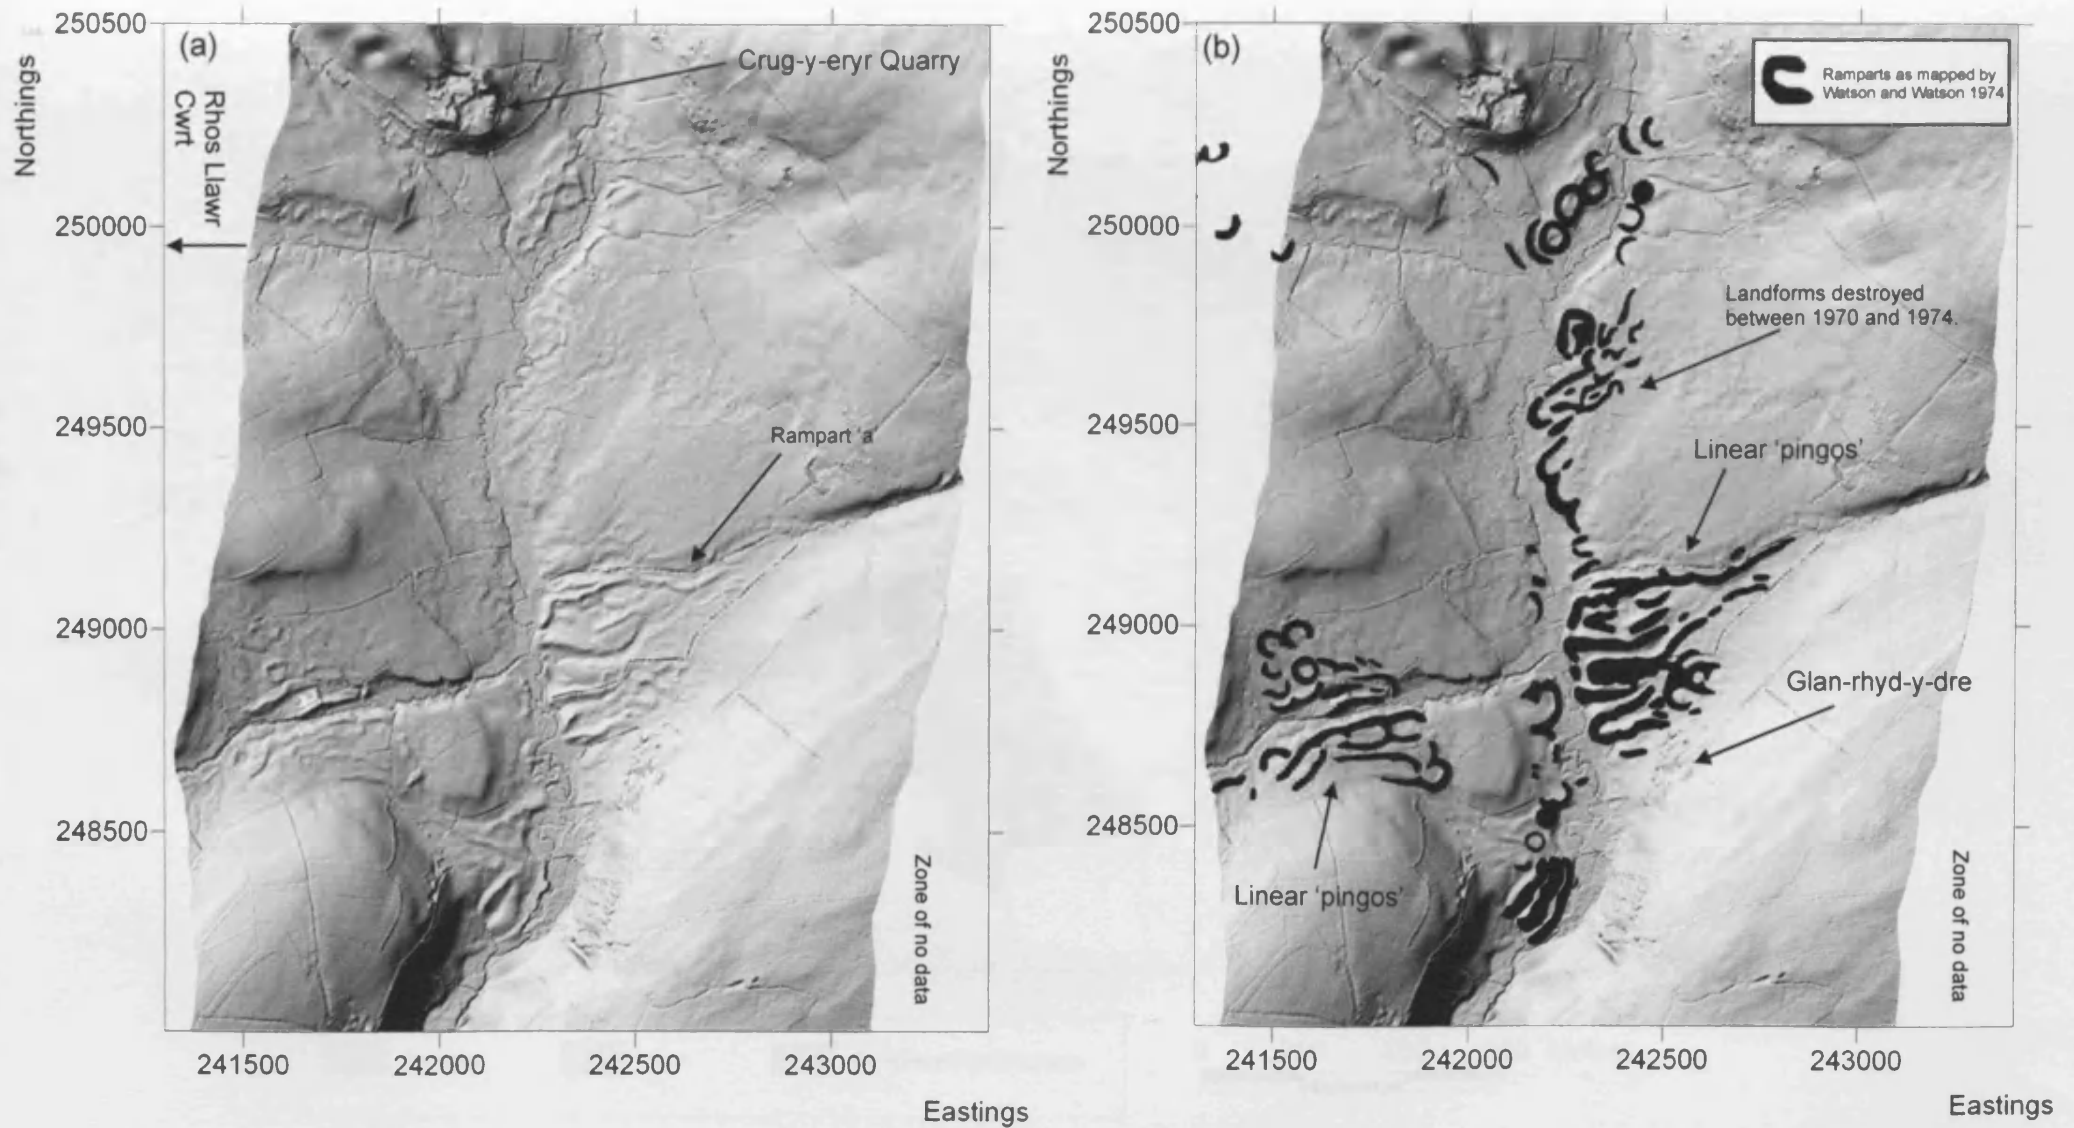 (a)
250500
250000
249500
249000
248500
Northings
Rhos Llawr
Cwrt
Crug-y-eryr Quarry
Rampart 'a'
Zone of no data
241500
242000
242500
243000
Eastings
(b)
250500
250000
249500
249000
248500
Northings
Ramparts as mapped by
Watson and Watson 1974
Landforms destroyed
between 1970 and 1974.
Linear 'pingos'
Glan-rhyd-y-dre
Linear 'pingos'
Zone of no data
241500
242000
242500
243000
Eastings